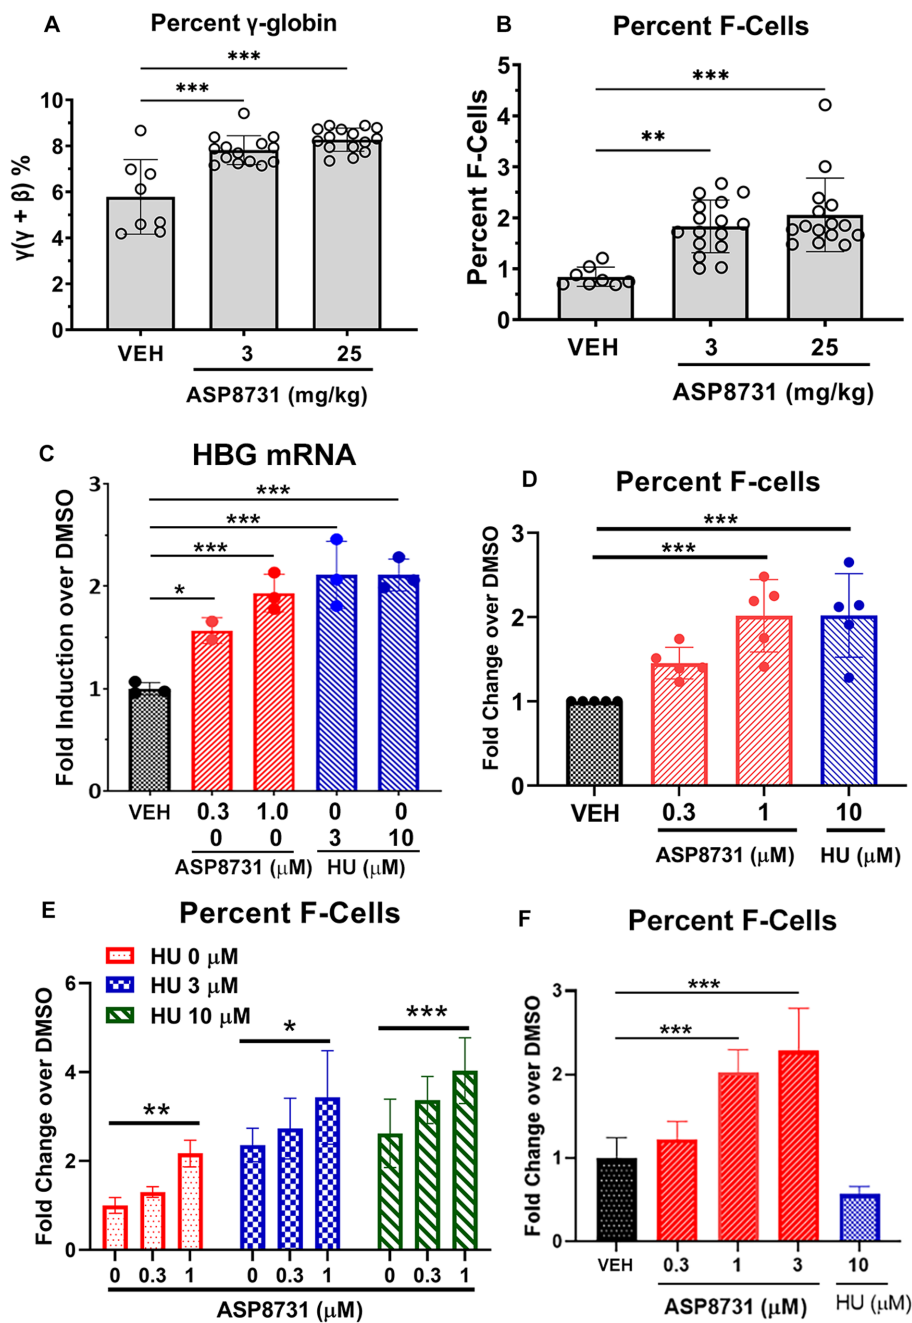 A
Percent γ-globin
***
***
γ(γ + β) %
10
8
6
4
2
0
VEH
3
25
ASP8731 (mg/kg)
B
Percent F-Cells
***
**
Percent F-Cells
5
4
3
2
1
0
VEH
3
25
ASP8731 (mg/kg)
C
HBG mRNA
***
***
***
*
Fold Induction over DMSO
3
2
1
0
VEH
0.3 1.0 0 0
0 0 3 10
ASP8731 (μM)
HU (μM)
D
Percent F-cells
***
***
Fold Change over DMSO
3
2
1
0
VEH
0.3
1
10
ASP8731 (μM)
HU (μM)
E
Percent F-Cells
HU 0 μM
HU 3 μM
HU 10 μM
**
*
***
Fold Change over DMSO
6
4
2
0
0 0.3 1 0 0.3 1 0 0.3 1
ASP8731 (μM)
F
Percent F-Cells
***
***
Fold Change over DMSO
3
2
1
0
VEH
0.3
1
3
10
ASP8731 (μM)
HU (μM)